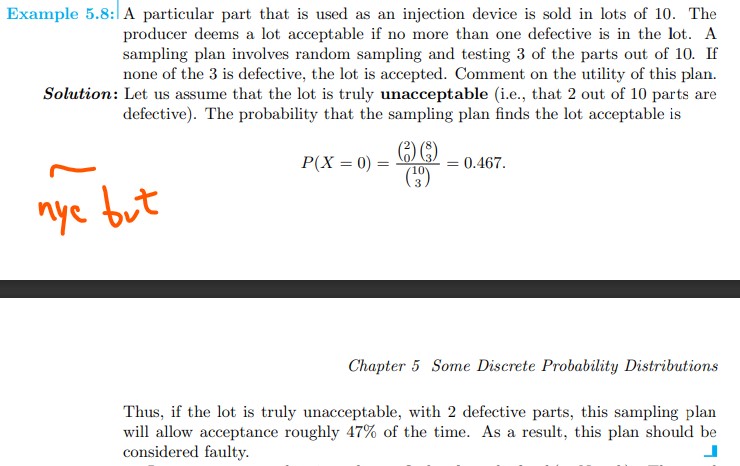 Example 5.8: A particular part that is used as an injection device is sold in lots of 10. The
producer deems a lot acceptable if no more than one defective is in the lot. A
sampling plan involves random sampling and testing 3 of the parts out of 10. If
none of the 3 is defective, the lot is accepted. Comment on the utility of this plan.
Solution: Let us assume that the lot is truly unacceptable (i.e., that 2 out of 10 parts are
defective). The probability that the sampling plan finds the lot acceptable is
P(X = 0) = \frac{\binom{2}{0}\binom{8}{3}}{\binom{10}{3}} = 0.467.
nyc but
Chapter 5 Some Discrete Probability Distributions
Thus, if the lot is truly unacceptable, with 2 defective parts, this sampling plan
will allow acceptance roughly 47% of the time. As a result, this plan should be
considered faulty.